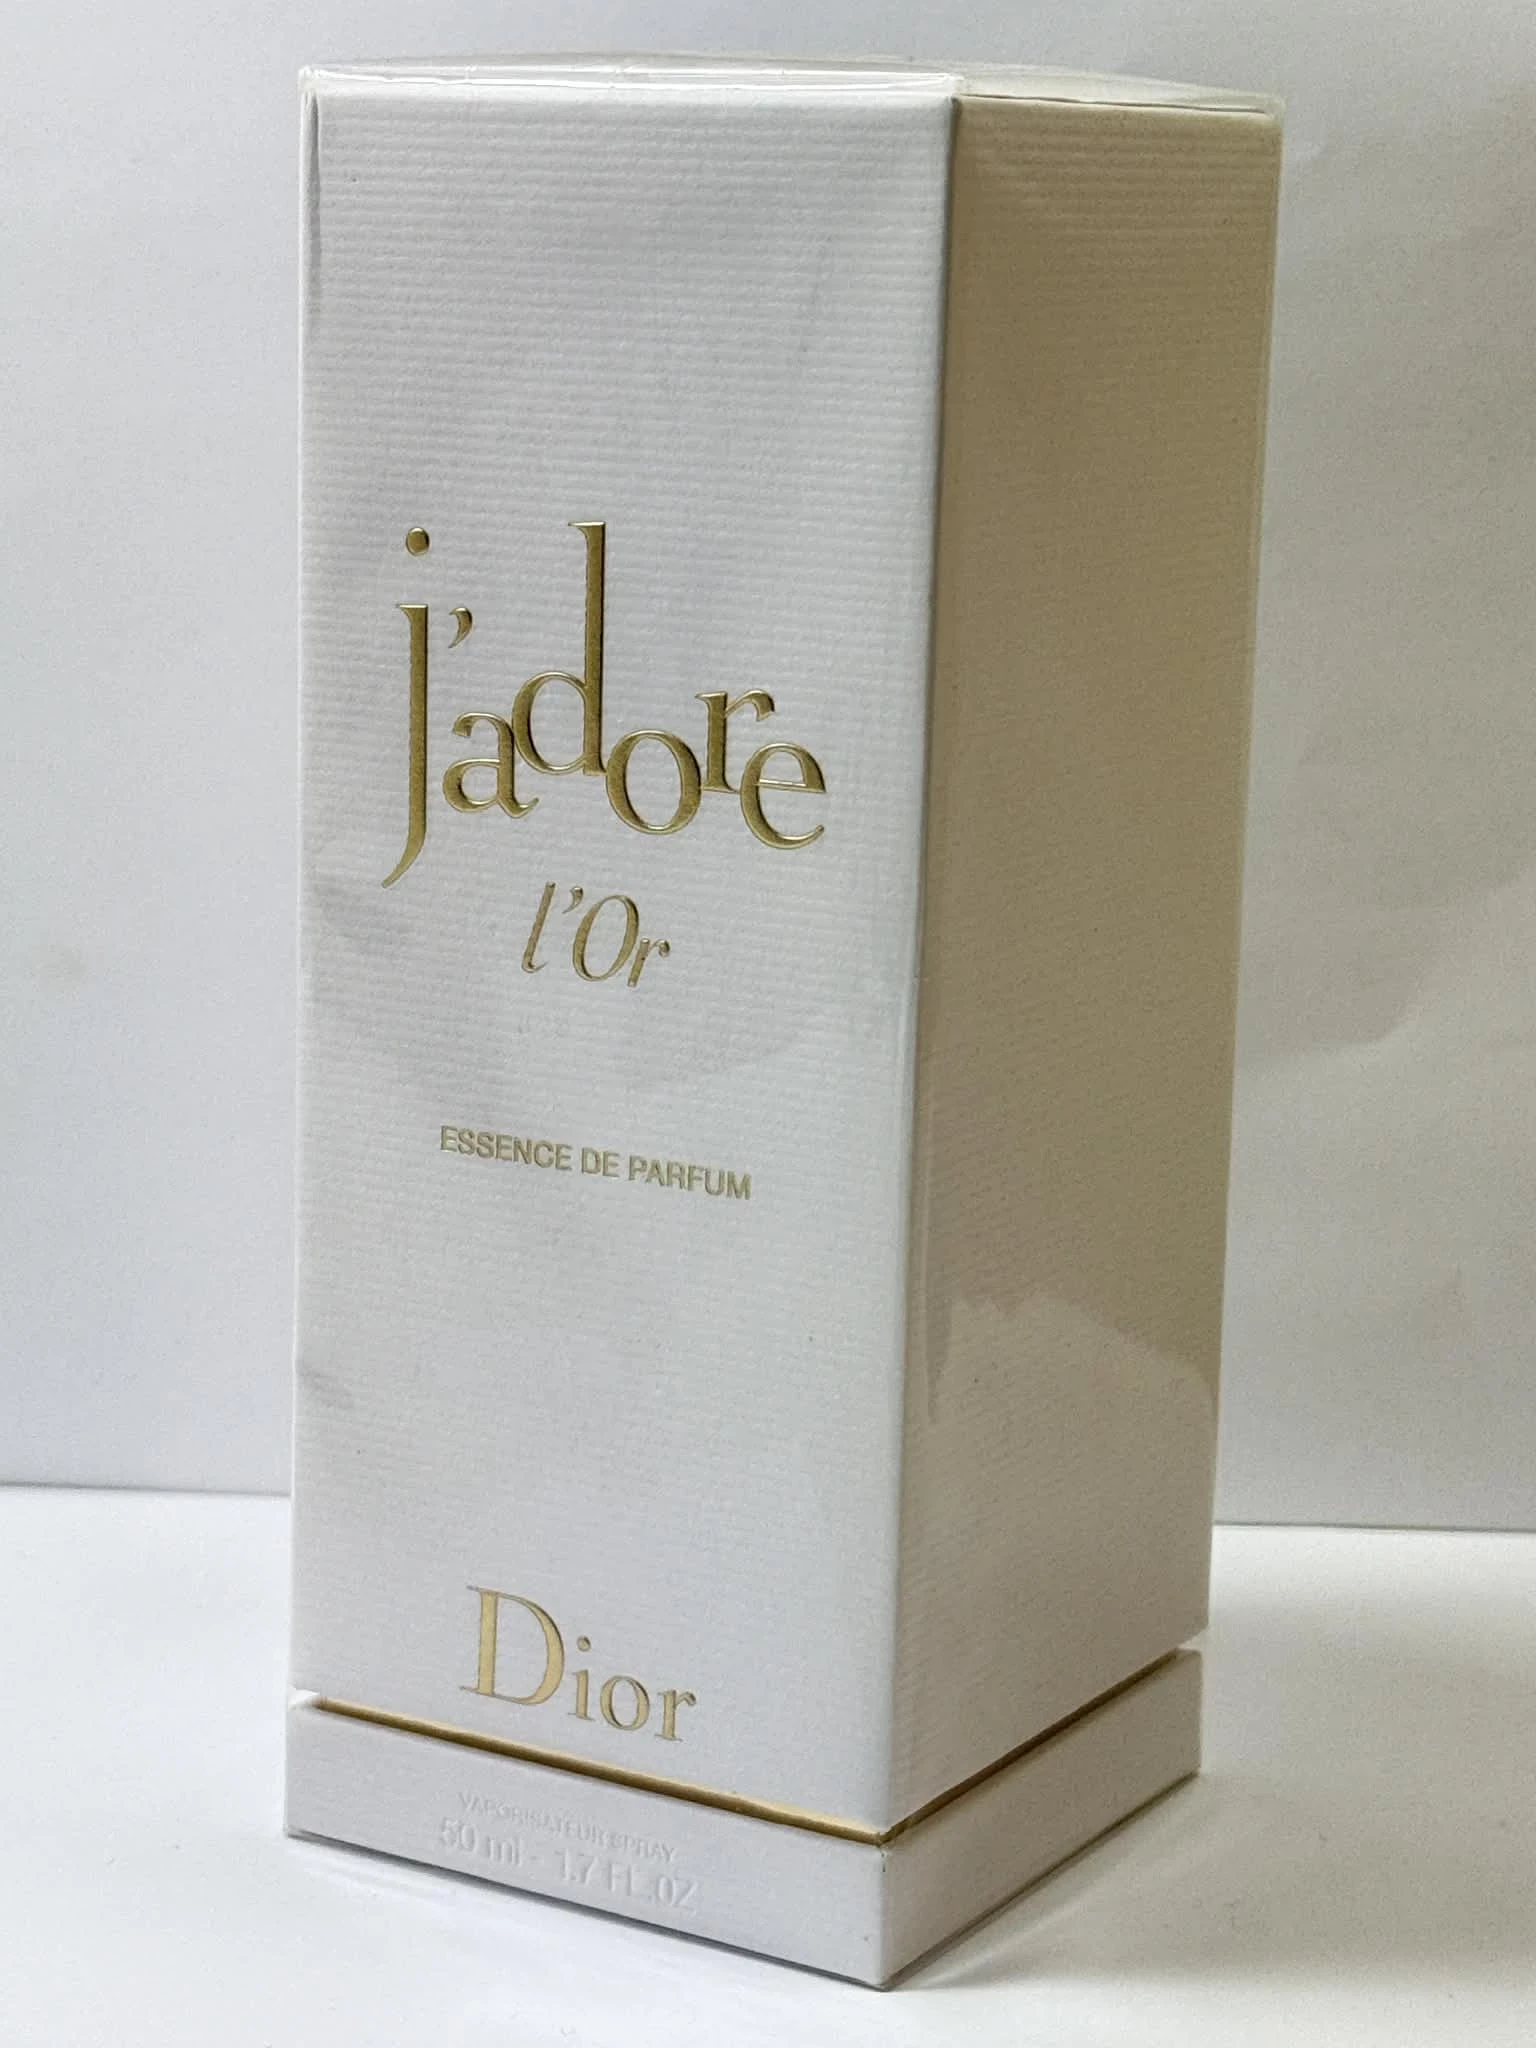 j'adore
l'Or
ESSENCE DE PARFUM
Dior
VAPORISATEUR SPRAY
50 ml - 1.7 FL.OZ